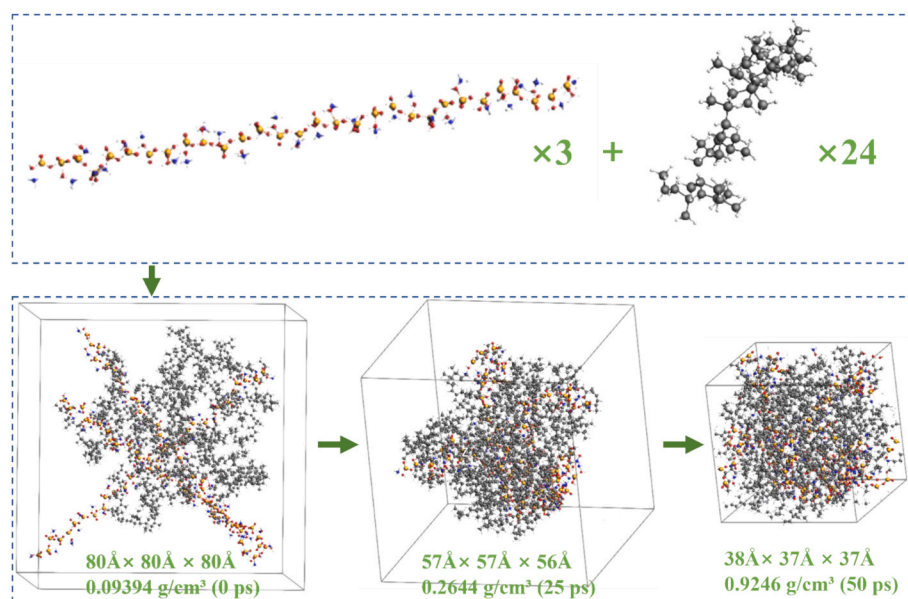 ×3 + ×24
80Å× 80Å × 80Å
0.09394 g/cm³ (0 ps)
57Å× 57Å × 56Å
0.2644 g/cm³ (25 ps)
38Å× 37Å × 37Å
0.9246 g/cm³ (50 ps)